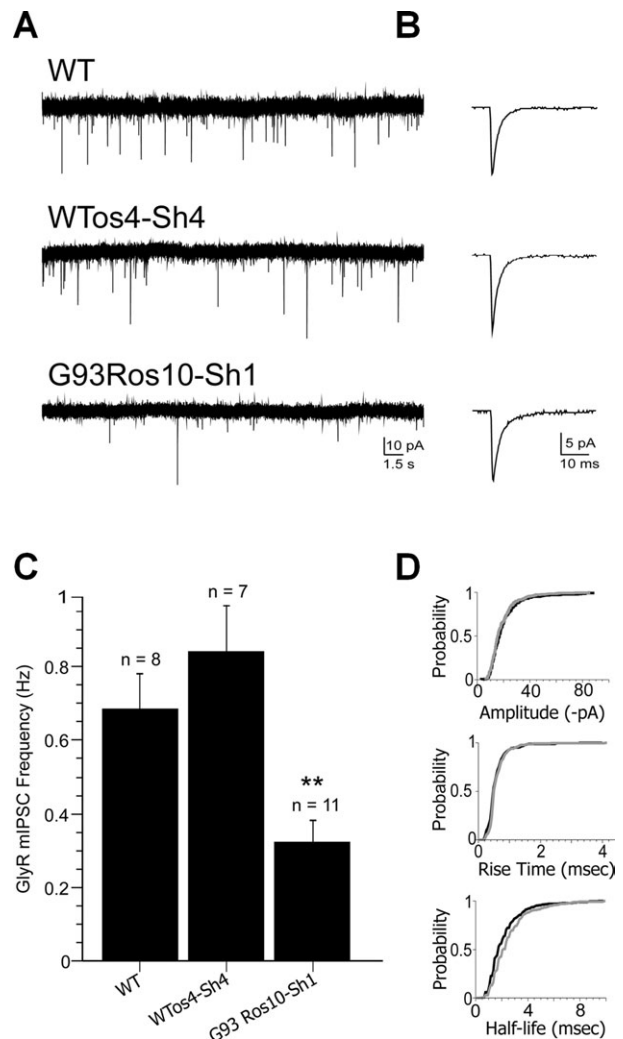 A
B
WT
WTos4-Sh4
G93Ros10-Sh1
10 pA
1.5 s
5 pA
10 ms
C
GlyR mIPSC Frequency (Hz)
1
0.8
0.6
0.4
0.2
0
n = 8
n = 7
**
n = 11
WT
WTos4-Sh4
G93 Ros10-Sh1
D
Probability
1
0.5
0
0 40 80
Amplitude (-pA)
Probability
1
0.5
0
0 2 4
Rise Time (msec)
Probability
1
0.5
0
0 4 8
Half-life (msec)